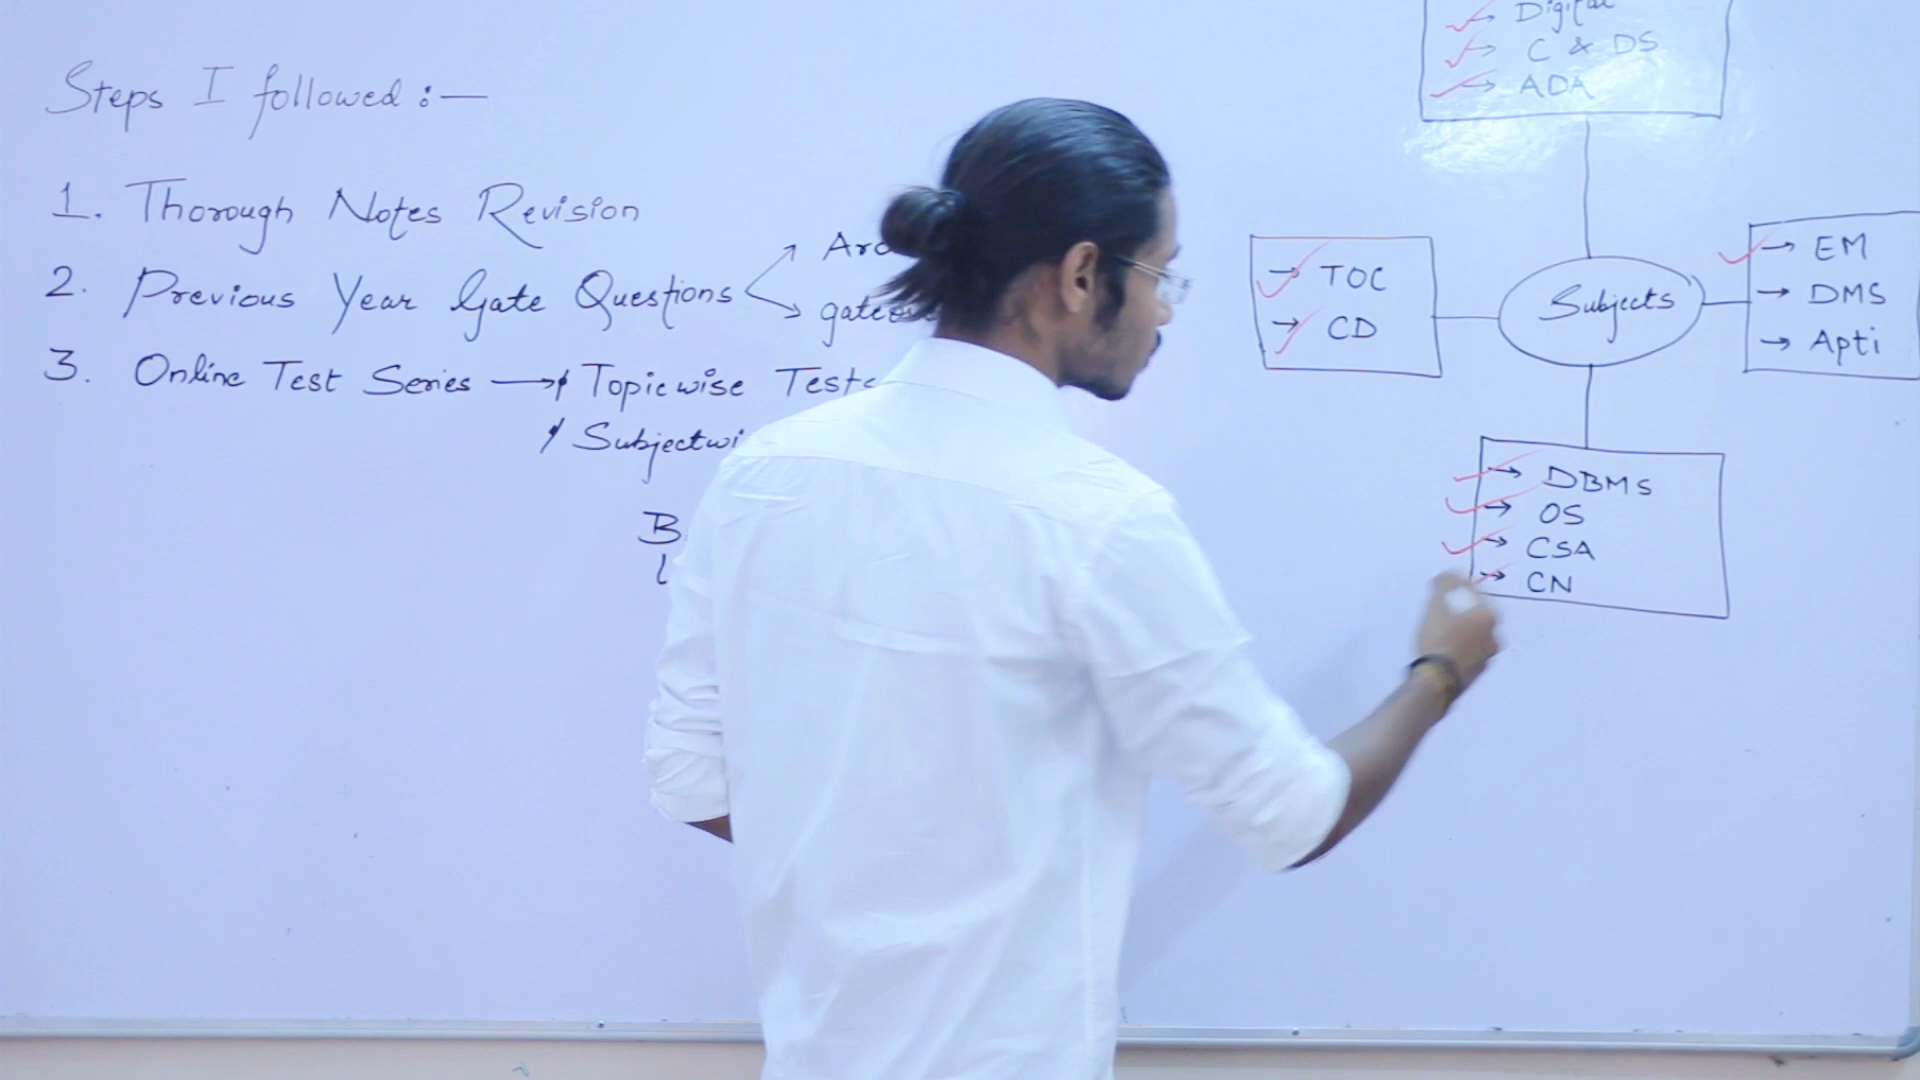 Steps I followed :—
1. Thorough Notes Revision
2. Previous Year Gate Questions
3. Online Test Series → Topicwise
Digital
→ C & DS
→ ADA
→ TOC
→ CD
Subjects
→ EM
→ DMS
→ Apti
→ DBMS
→ OS
→ CSA
→ CN